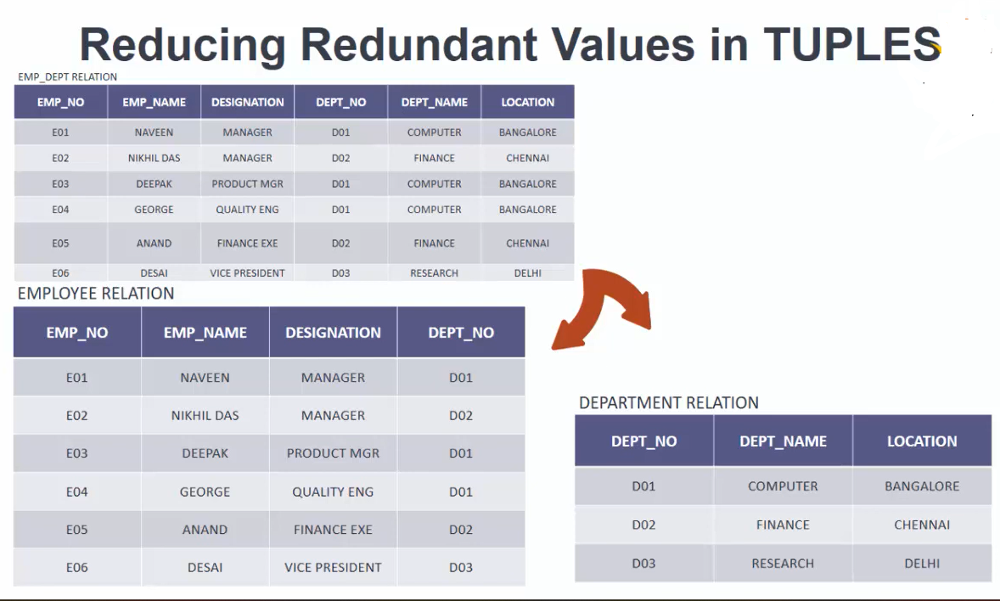 Reducing Redundant Values in TUPLES
EMP_DEPT RELATION
EMP_NO EMP_NAME DESIGNATION DEPT_NO DEPT_NAME LOCATION
E01 NAVEEN MANAGER D01 COMPUTER BANGALORE
E02 NIKHIL DAS MANAGER D02 FINANCE CHENNAI
E03 DEEPAK PRODUCT MGR D01 COMPUTER BANGALORE
E04 GEORGE QUALITY ENG D01 COMPUTER BANGALORE
E05 ANAND FINANCE EXE D02 FINANCE CHENNAI
E06 DESAI VICE PRESIDENT D03 RESEARCH DELHI
EMPLOYEE RELATION
EMP_NO EMP_NAME DESIGNATION DEPT_NO
E01 NAVEEN MANAGER D01
E02 NIKHIL DAS MANAGER D02
E03 DEEPAK PRODUCT MGR D01
E04 GEORGE QUALITY ENG D01
E05 ANAND FINANCE EXE D02
E06 DESAI VICE PRESIDENT D03
DEPARTMENT RELATION
DEPT_NO DEPT_NAME LOCATION
D01 COMPUTER BANGALORE
D02 FINANCE CHENNAI
D03 RESEARCH DELHI